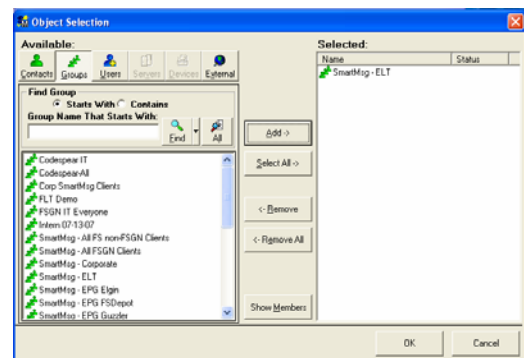 Object Selection
Available:
Contacts Groups Users Servers Devices External
Find Group
Starts With Contains
Group Name That Starts With:
Find All
Codespear IT
Codespear-All
Corp SmartMsg Clients
FLT Demo
FSGN IT Everyone
Intern 07-13-07
SmartMsg - All FS non-FSGN Clients
SmartMsg - All FSGN Clients
SmartMsg - Corporate
SmartMsg - ELT
SmartMsg - EPG Elgin
SmartMsg - EPG FSDepot
SmartMsg - EPG Guzzler
Add ->
Select All ->
<- Remove
<- Remove All
Show Members
Selected:
Name Status
SmartMsg - ELT
OK Cancel